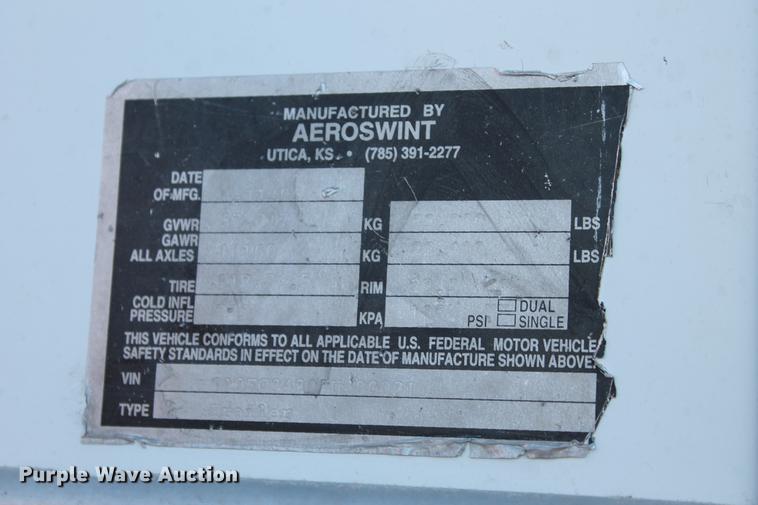 MANUFACTURED BY
AEROSWINT
UTICA, KS • (785) 391-2277
DATE
OF MFG.
GVWR KG LBS
GAWR
ALL AXLES KG LBS
TIRE RIM
COLD INFL
PRESSURE KPA PSI □ DUAL
□ SINGLE
THIS VEHICLE CONFORMS TO ALL APPLICABLE U.S. FEDERAL MOTOR VEHICLE
SAFETY STANDARDS IN EFFECT ON THE DATE OF MANUFACTURE SHOWN ABOVE
VIN
TYPE Trailer
Purple Wave Auction